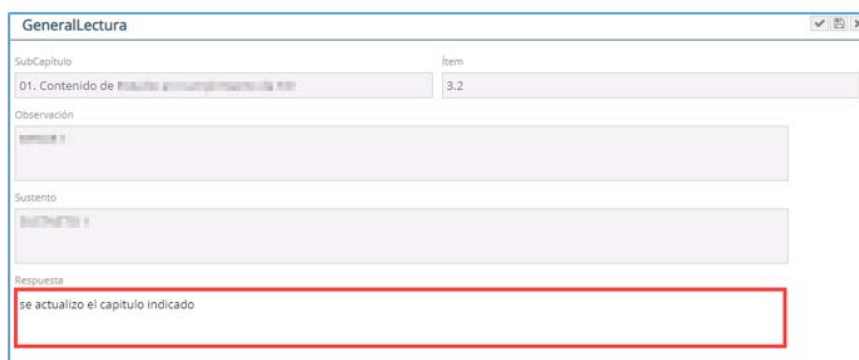 GeneralLectura
SubCapítulo
Ítem
01. Contenido de
3.2
Observación
Sustento
Respuesta
se actualizo el capitulo indicado